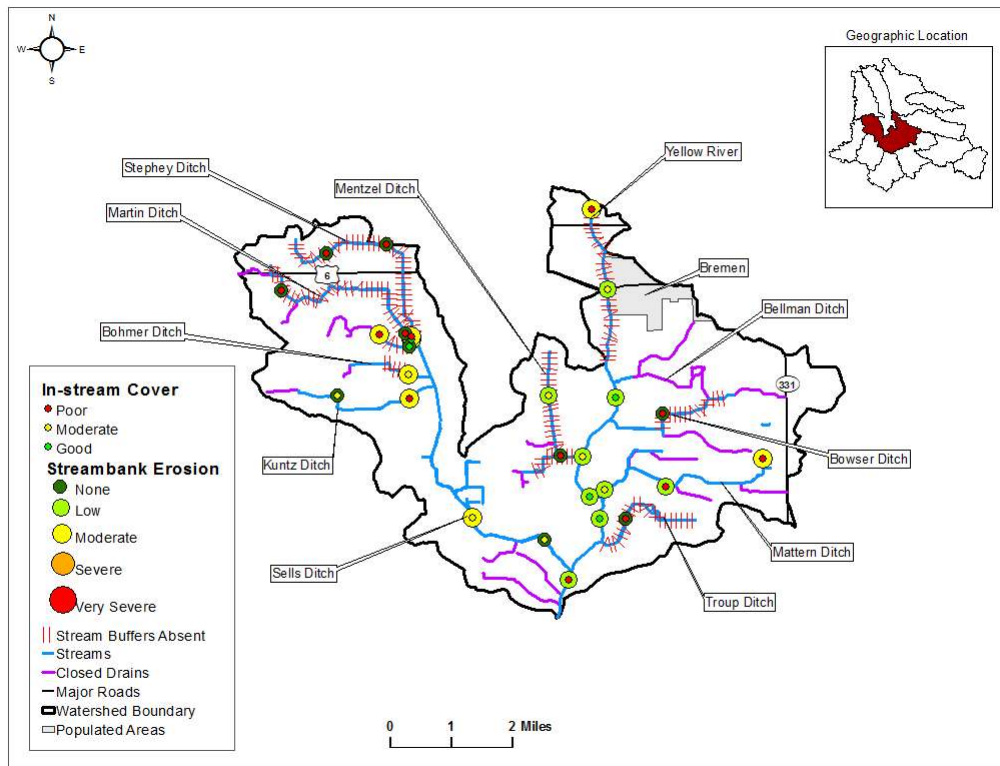 N
W
E
S
Geographic Location
Yellow River
Stephey Ditch
Mentzel Ditch
Martin Ditch
Bremen
6
Bellman Ditch
Bohmer Ditch
331
In-stream Cover
Poor
Moderate
Good
Streambank Erosion
None
Low
Moderate
Severe
Very Severe
Stream Buffers Absent
Streams
Closed Drains
Major Roads
Watershed Boundary
Populated Areas
Kuntz Ditch
Bowser Ditch
Mattern Ditch
Sells Ditch
Troup Ditch
0 1 2 Miles